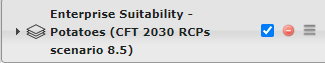 Enterprise Suitability -
Potatoes (CFT 2030 RCPs
scenario 8.5)